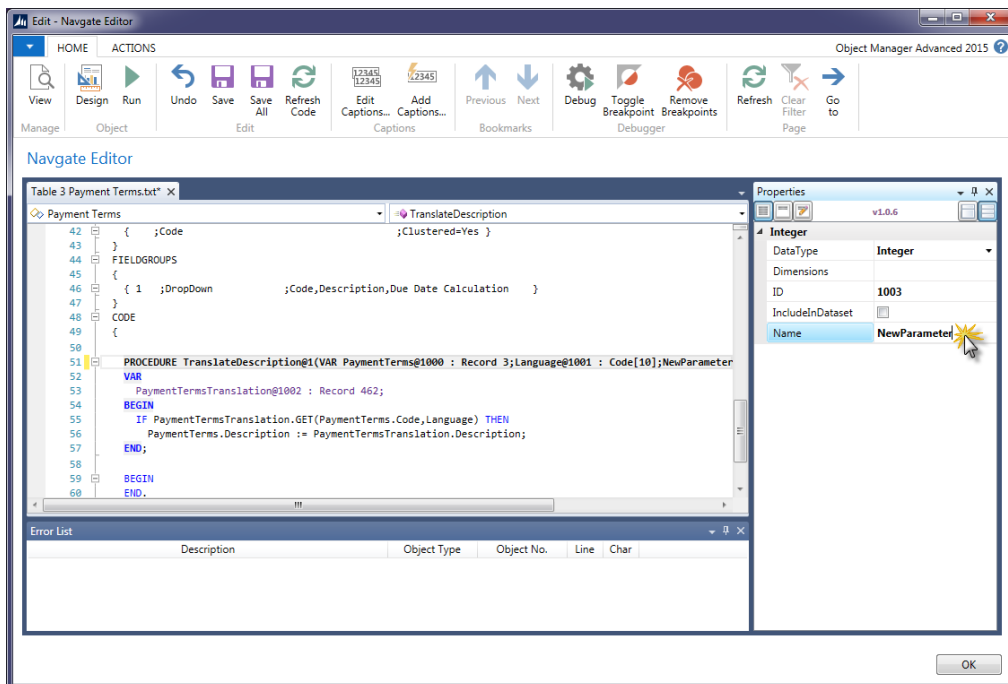 Edit - Navgate Editor
HOME ACTIONS
Object Manager Advanced 2015
View Design Run Undo Save Save All Refresh Code Edit Captions... Add Captions... Previous Next Debug Toggle Breakpoint Remove Breakpoints Refresh Clear Filter Go to
Manage Object Edit Captions Bookmarks Debugger Page
Navgate Editor
Table 3 Payment Terms.txt*
Payment Terms TranslateDescription
42 { ;Code ;Clustered=Yes }
43 }
44 FIELDGROUPS
45 {
46 { 1 ;DropDown ;Code,Description,Due Date Calculation }
47 }
48 CODE
49 {
50
51 PROCEDURE TranslateDescription@1(VAR PaymentTerms@1000 : Record 3;Language@1001 : Code[10];NewParameter
52 VAR
53 PaymentTermsTranslation@1002 : Record 462;
54 BEGIN
55 IF PaymentTermsTranslation.GET(PaymentTerms.Code,Language) THEN
56 PaymentTerms.Description := PaymentTermsTranslation.Description;
57 END;
58
59 BEGIN
60 END.
Error List
Description Object Type Object No. Line Char
Properties
v1.0.6
Integer
DataType Integer
Dimensions
ID 1003
IncludeInDataset
Name NewParameter
OK